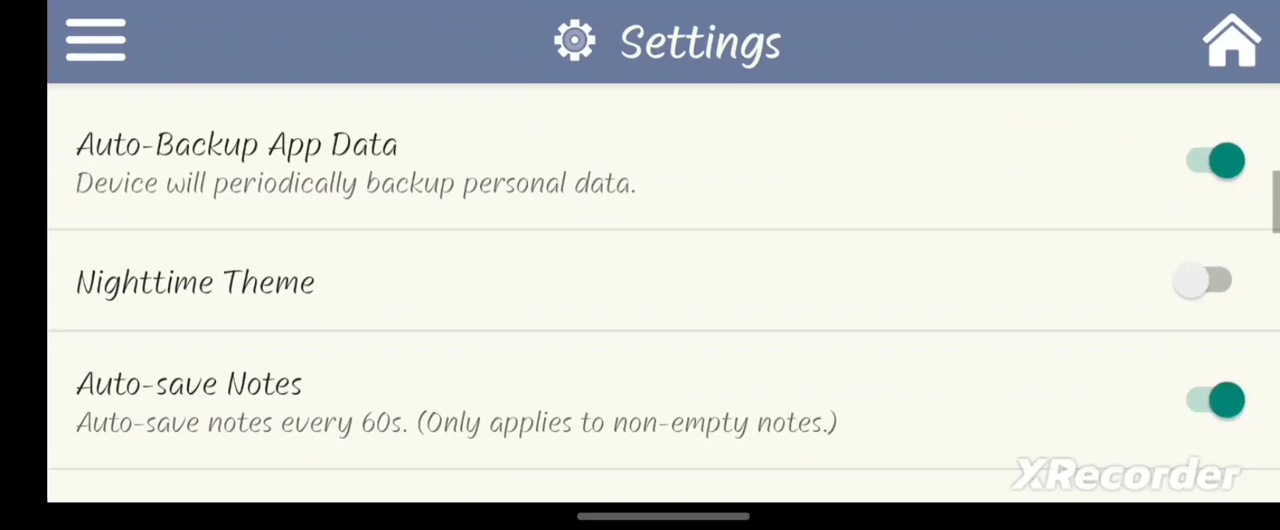 Settings
Auto-Backup App Data
Device will periodically backup personal data.
Nighttime Theme
Auto-save Notes
Auto-save notes every 60s. (Only applies to non-empty notes.)
XRecorder